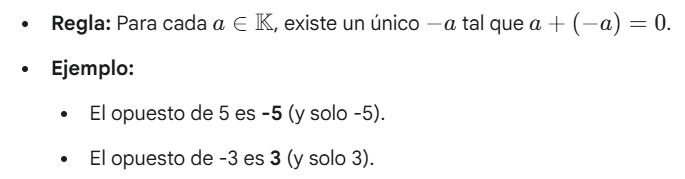 • Regla: Para cada a ∈ 𝕂, existe un único −a tal que a + (−a) = 0.
• Ejemplo:
• El opuesto de 5 es -5 (y solo -5).
• El opuesto de -3 es 3 (y solo 3).